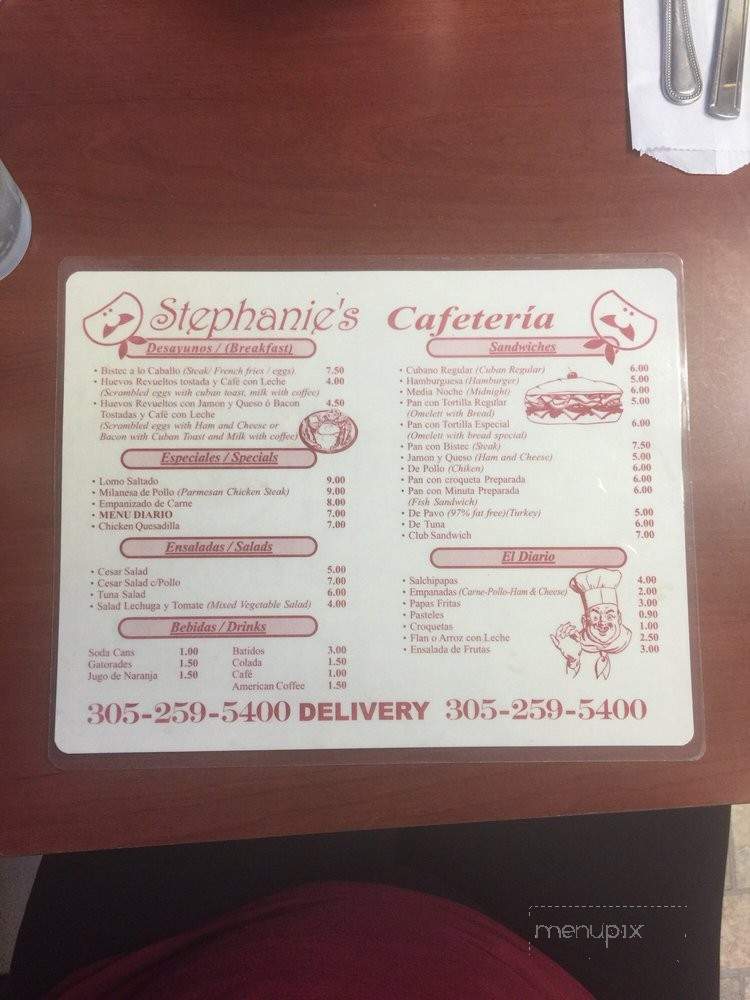 Stephanie's Cafetería
Desayunos / (Breakfast)
• Bistec a lo Caballo (Steak/ French fries / eggs) 7.50
• Huevos Revueltos tostada y Café con Leche 4.00
(Scrambled eggs with cuban toast, milk with coffee)
• Huevos Revueltos con Jamon y Queso ó Bacon 4.50
Tostadas y Café con Leche
(Scrambled eggs with Ham and Cheese or
Bacon with Cuban Toast and Milk with coffee)
Especiales / Specials
• Lomo Saltado 9.00
• Milanesa de Pollo (Parmesan Chicken Steak) 9.00
• Empanizado de Carne 8.00
• MENU DIARIO 7.00
• Chicken Quesadilla 7.00
Ensaladas / Salads
• Cesar Salad 5.00
• Cesar Salad c/Pollo 7.00
• Tuna Salad 6.00
• Salad Lechuga y Tomate (Mixed Vegetable Salad) 4.00
Bebidas / Drinks
Soda Cans 1.00
Gatorades 1.50
Jugo de Naranja 1.50
Batidos 3.00
Colada 1.50
Café 1.00
American Coffee 1.50
Sandwiches
• Cubano Regular (Cuban Regular) 6.00
• Hamburguesa (Hamburger) 5.00
• Media Noche (Midnight) 6.00
• Pan con Tortilla Regular 5.00
(Omelett with Bread)
• Pan con Tortilla Especial 6.00
(Omelett with bread special)
• Pan con Bistec (Steak) 7.50
• Jamon y Queso (Ham and Cheese) 5.00
• De Pollo (Chiken) 6.00
• Pan con croqueta Preparada 6.00
• Pan con Minuta Preparada 6.00
(Fish Sandwich)
• De Pavo (97% fat free)(Turkey) 5.00
• De Tuna 6.00
• Club Sandwich 7.00
El Diario
• Salchipapas 4.00
• Empanadas (Carne-Pollo-Ham & Cheese) 2.00
• Papas Fritas 3.00
• Pasteles 0.90
• Croquetas 1.00
• Flan o Arroz con Leche 2.50
• Ensalada de Frutas 3.00
305-259-5400 DELIVERY 305-259-5400
menupix